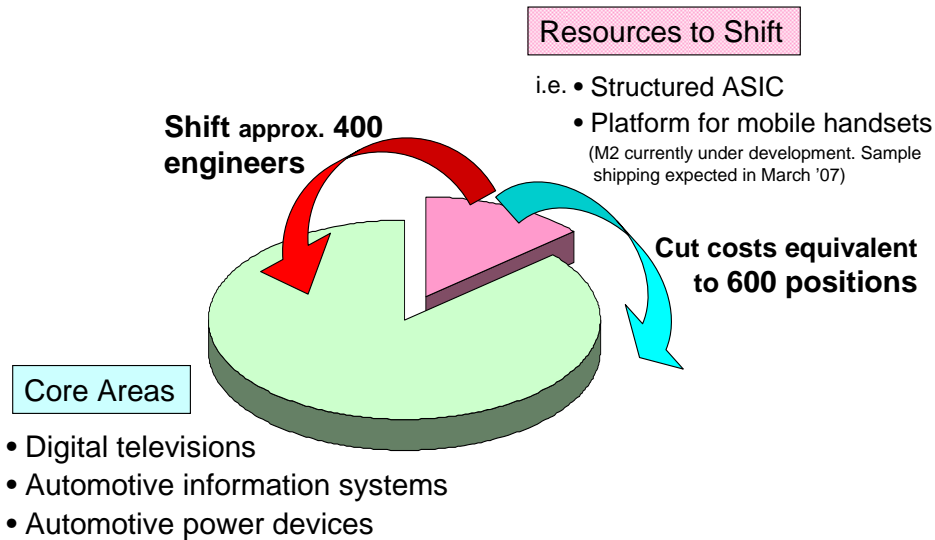 Resources to Shift
i.e. • Structured ASIC
• Platform for mobile handsets
(M2 currently under development. Sample
shipping expected in March '07)
Shift approx. 400
engineers
Cut costs equivalent
to 600 positions
Core Areas
• Digital televisions
• Automotive information systems
• Automotive power devices